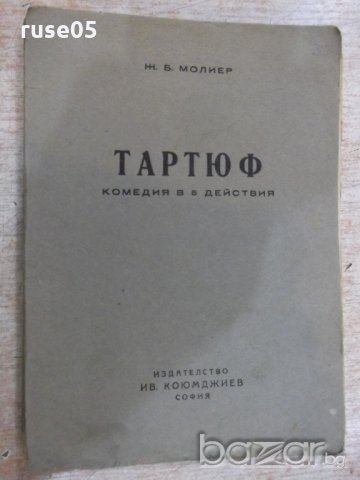 ruse05
Ж. Б. МОЛИЕР
ТАРТЮФ
КОМЕДИЯ В 5 ДЕЙСТВИЯ
ИЗДАТЕЛСТВО
ИВ. КОЮМДЖИЕВ
СОФИЯ
bazar.bg